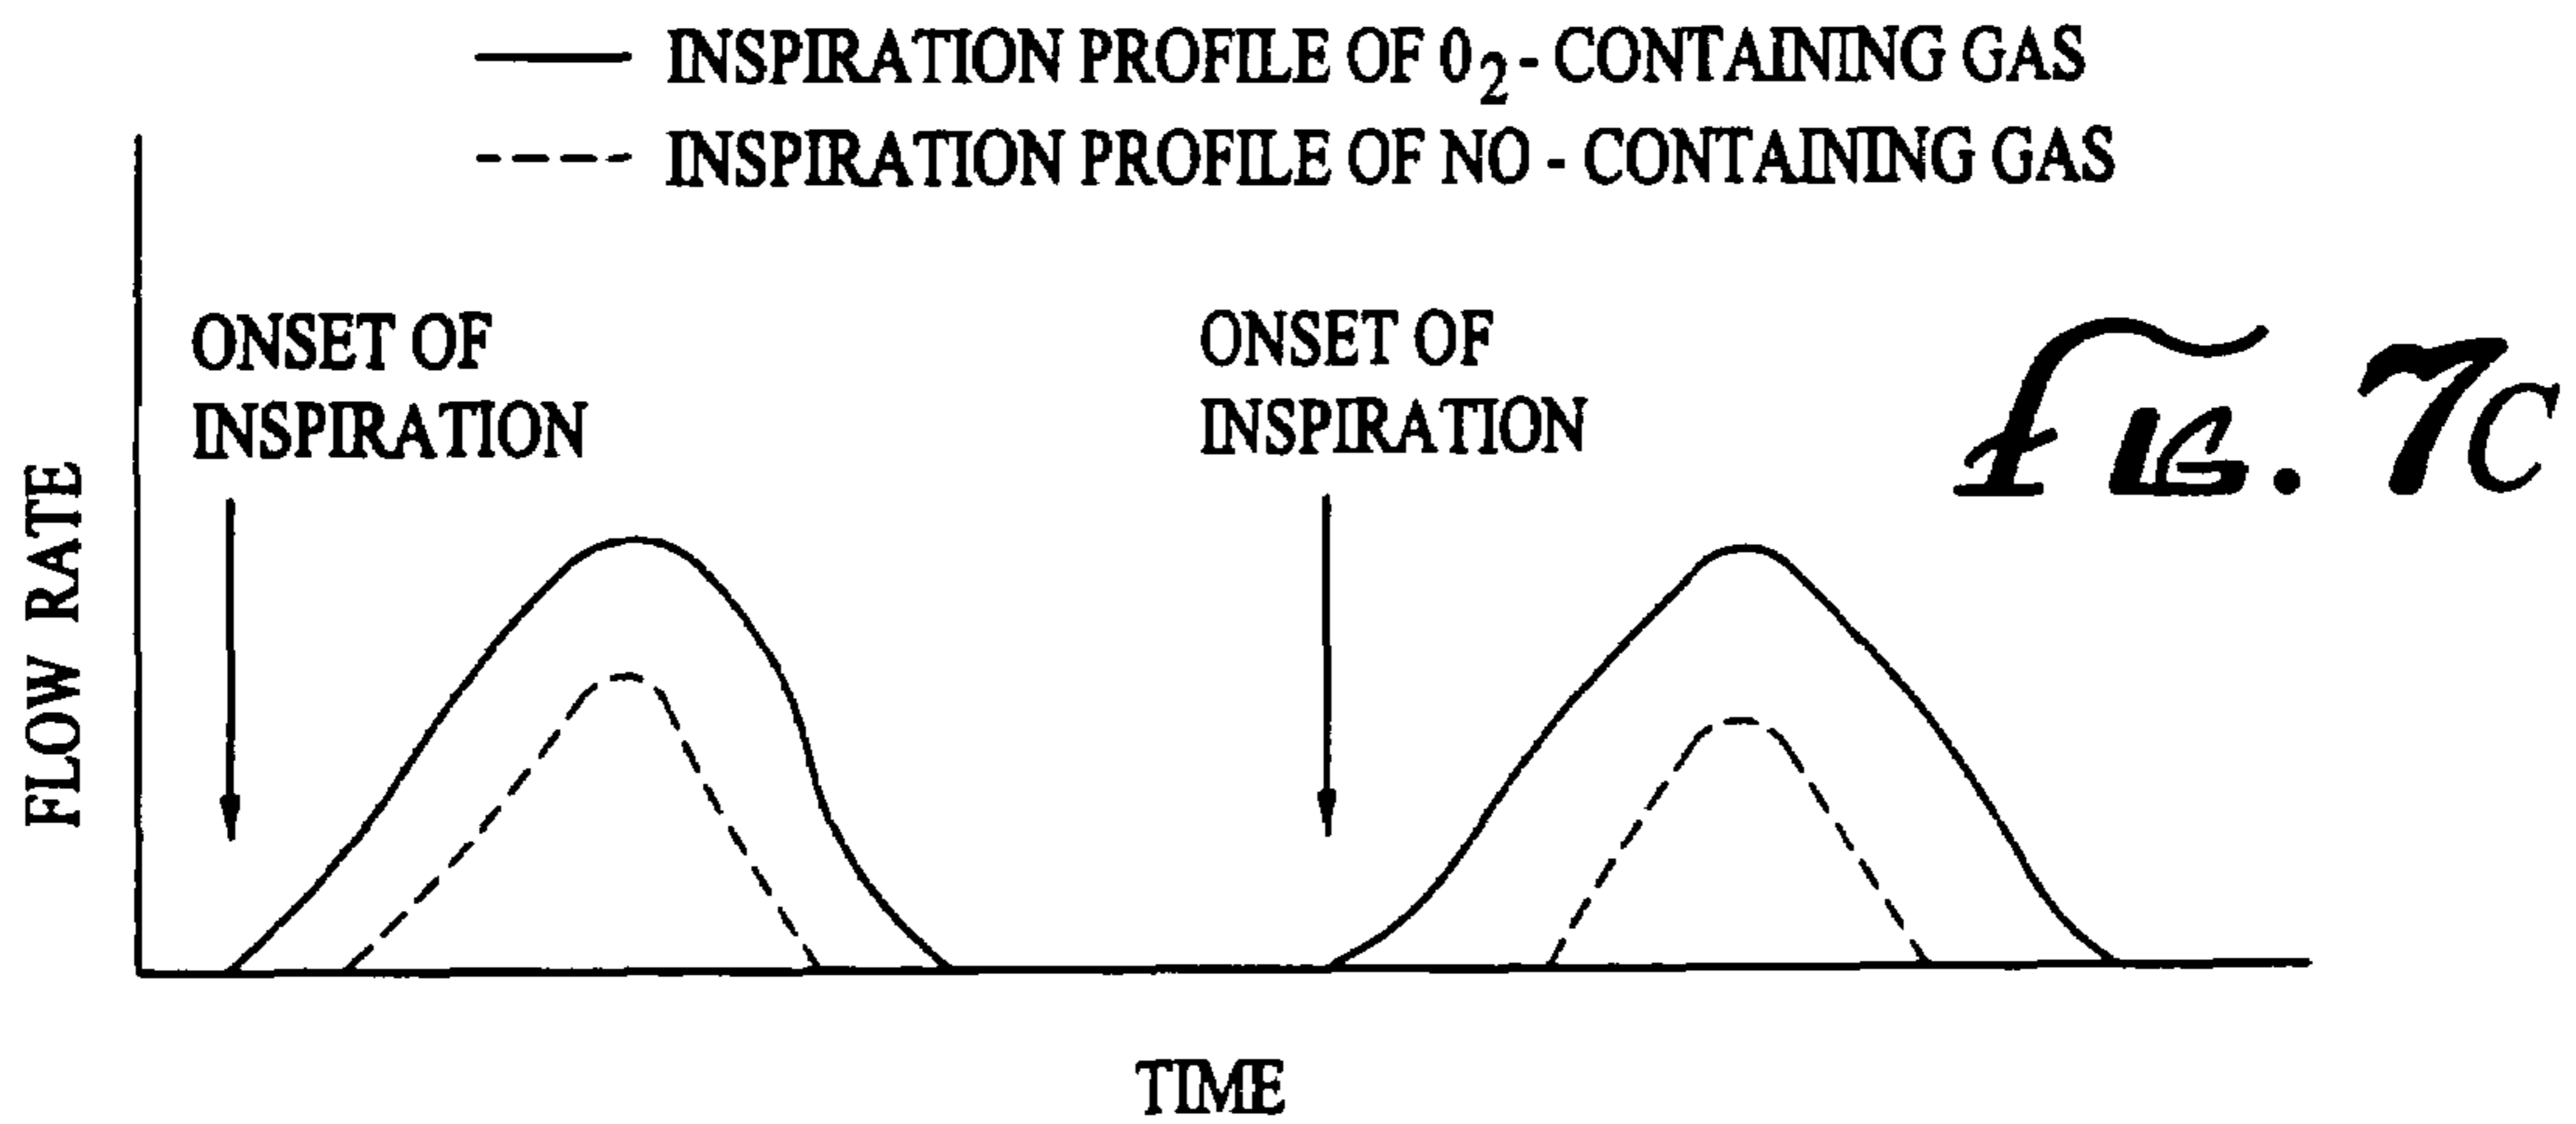 INSPIRATION PROFILE OF O2 - CONTAINING GAS
INSPIRATION PROFILE OF NO - CONTAINING GAS
ONSET OF
INSPIRATION
ONSET OF
INSPIRATION
FIG. 7C
FLOW RATE
TIME